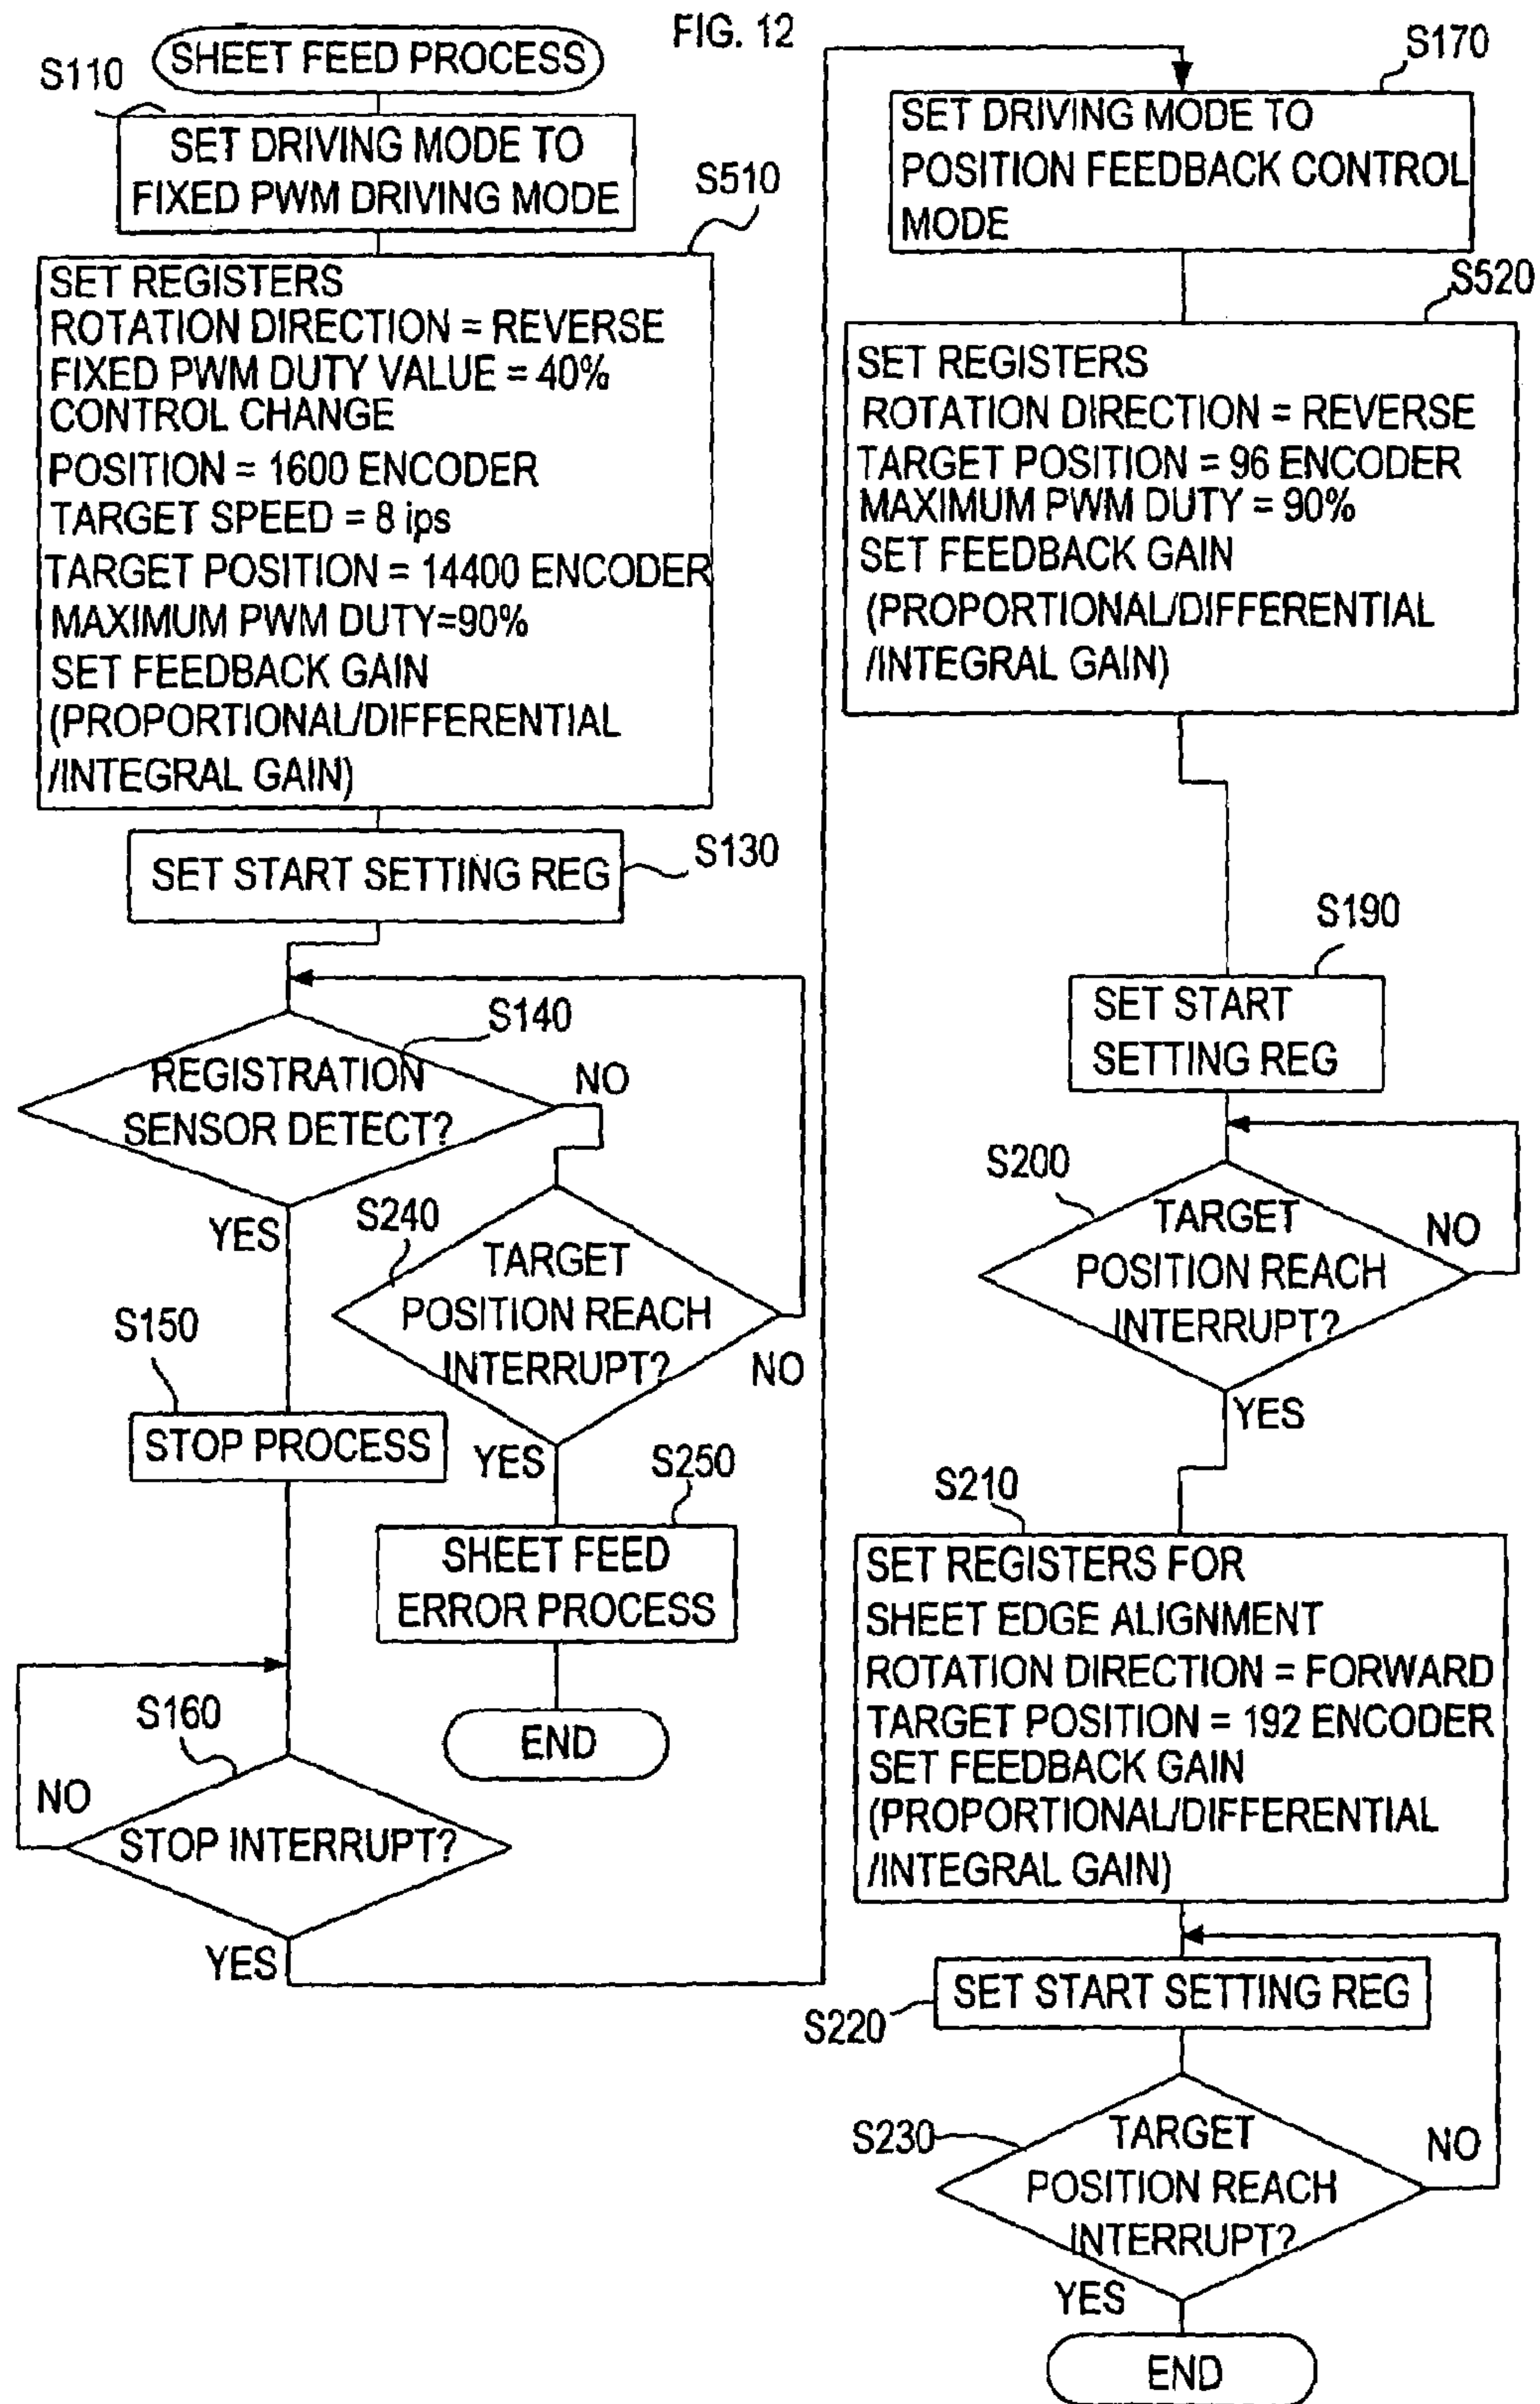 FIG. 12
SHEET FEED PROCESS
S110
SET DRIVING MODE TO
FIXED PWM DRIVING MODE
S510
SET REGISTERS
ROTATION DIRECTION = REVERSE
FIXED PWM DUTY VALUE = 40%
CONTROL CHANGE
POSITION = 1600 ENCODER
TARGET SPEED = 8 ips
TARGET POSITION = 14400 ENCODER
MAXIMUM PWM DUTY=90%
SET FEEDBACK GAIN
(PROPORTIONAL/DIFFERENTIAL
/INTEGRAL GAIN)
SET START SETTING REG
S130
S140
REGISTRATION
SENSOR DETECT?
NO
YES
S240
TARGET
POSITION REACH
INTERRUPT?
NO
S150
STOP PROCESS
YES
S250
SHEET FEED
ERROR PROCESS
END
S160
NO
STOP INTERRUPT?
YES
S170
SET DRIVING MODE TO
POSITION FEEDBACK CONTROL
MODE
S520
SET REGISTERS
ROTATION DIRECTION = REVERSE
TARGET POSITION = 96 ENCODER
MAXIMUM PWM DUTY = 90%
SET FEEDBACK GAIN
(PROPORTIONAL/DIFFERENTIAL
/INTEGRAL GAIN)
S190
SET START
SETTING REG
S200
TARGET
POSITION REACH
INTERRUPT?
NO
YES
S210
SET REGISTERS FOR
SHEET EDGE ALIGNMENT
ROTATION DIRECTION = FORWARD
TARGET POSITION = 192 ENCODER
SET FEEDBACK GAIN
(PROPORTIONAL/DIFFERENTIAL
/INTEGRAL GAIN)
SET START SETTING REG
S220
S230
TARGET
POSITION REACH
INTERRUPT?
NO
YES
END